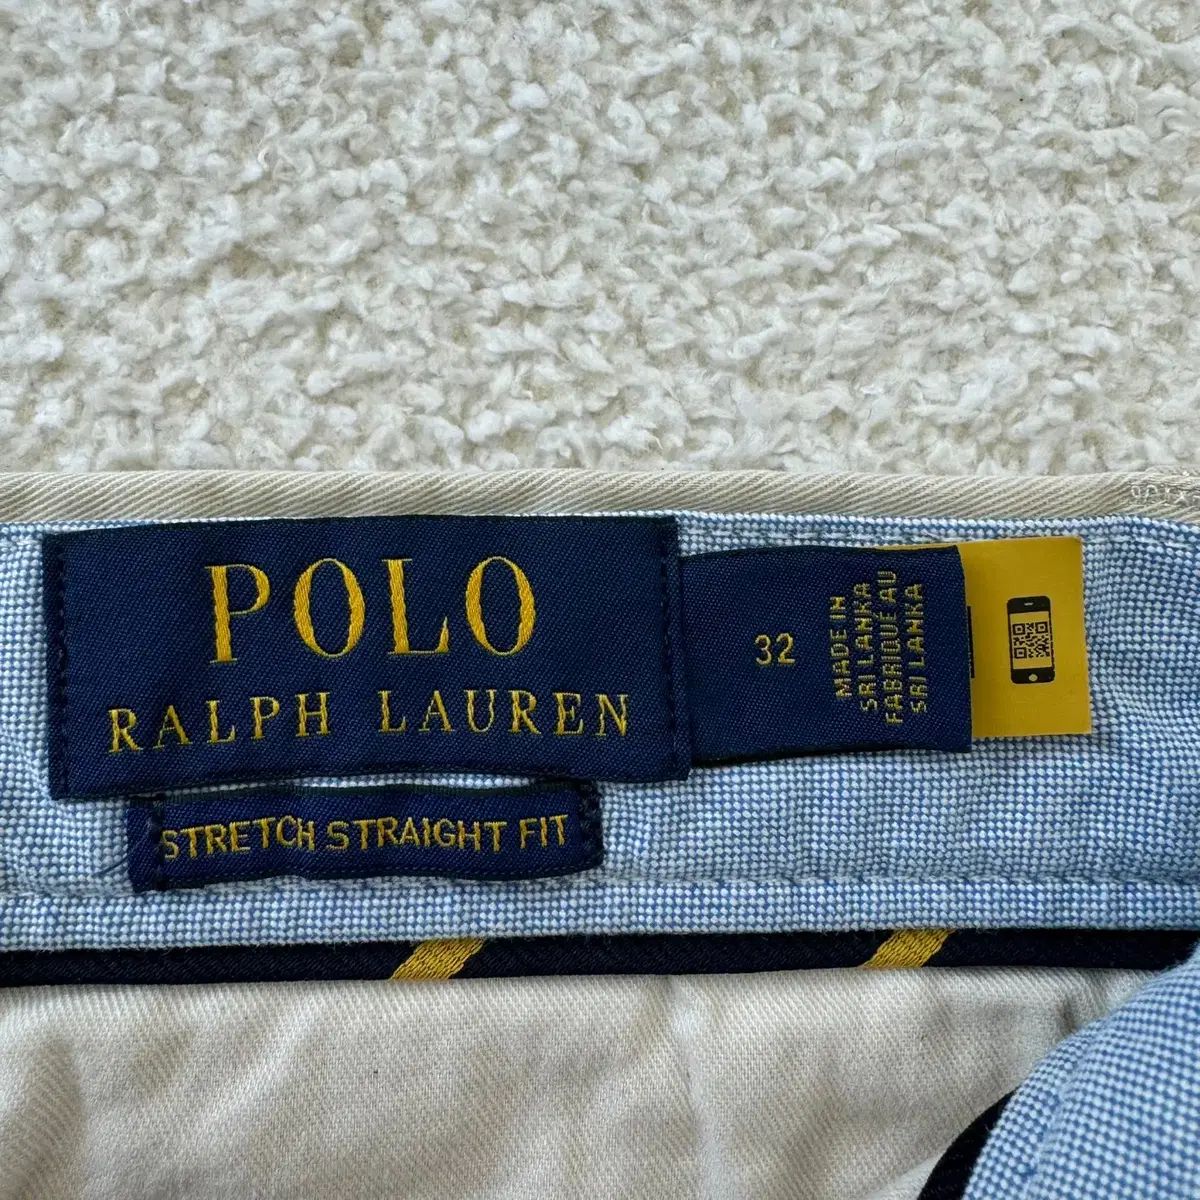 POLO
RALPH LAUREN
STRETCH STRAIGHT FIT
32
MADE IN
SRI LANKA
FABRIQUÉ AU
SRI LANKA